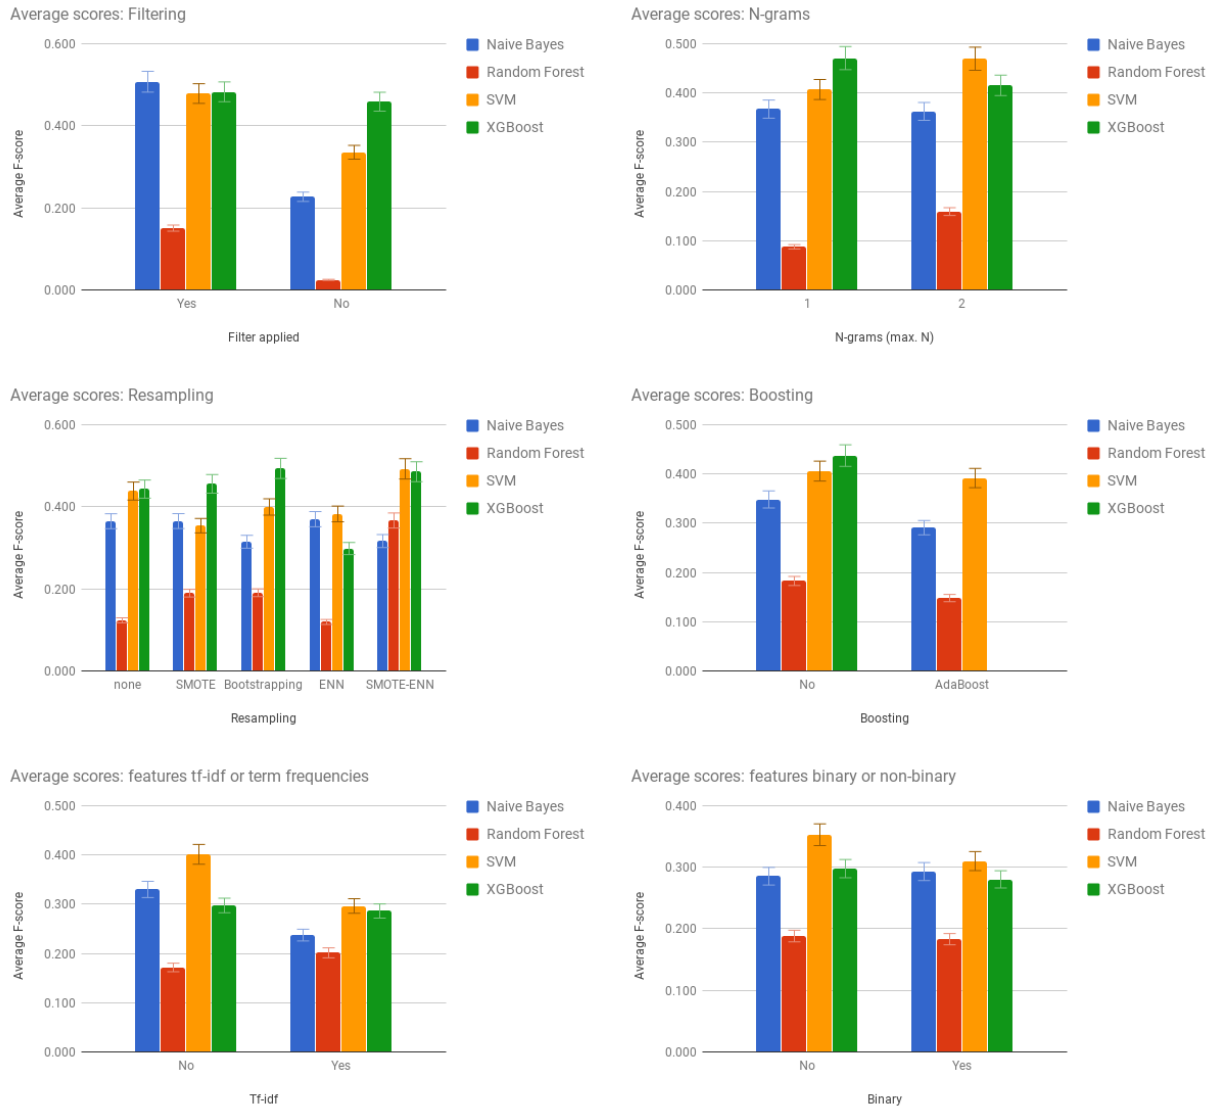 Average scores: Filtering
0.600
0.400
0.200
0.000
Average F-score
Yes
No
Filter applied
Naive Bayes
Random Forest
SVM
XGBoost
Average scores: N-grams
0.500
0.400
0.300
0.200
0.100
0.000
Average F-score
1
2
N-grams (max. N)
Naive Bayes
Random Forest
SVM
XGBoost
Average scores: Resampling
0.600
0.400
0.200
0.000
Average F-score
none
SMOTE
Bootstrapping
ENN
SMOTE-ENN
Resampling
Naive Bayes
Random Forest
SVM
XGBoost
Average scores: Boosting
0.500
0.400
0.300
0.200
0.100
0.000
Average F-score
No
AdaBoost
Boosting
Naive Bayes
Random Forest
SVM
XGBoost
Average scores: features tf-idf or term frequencies
0.500
0.400
0.300
0.200
0.100
0.000
Average F-score
No
Yes
Tf-idf
Naive Bayes
Random Forest
SVM
XGBoost
Average scores: features binary or non-binary
0.400
0.300
0.200
0.100
0.000
Average F-score
No
Yes
Binary
Naive Bayes
Random Forest
SVM
XGBoost